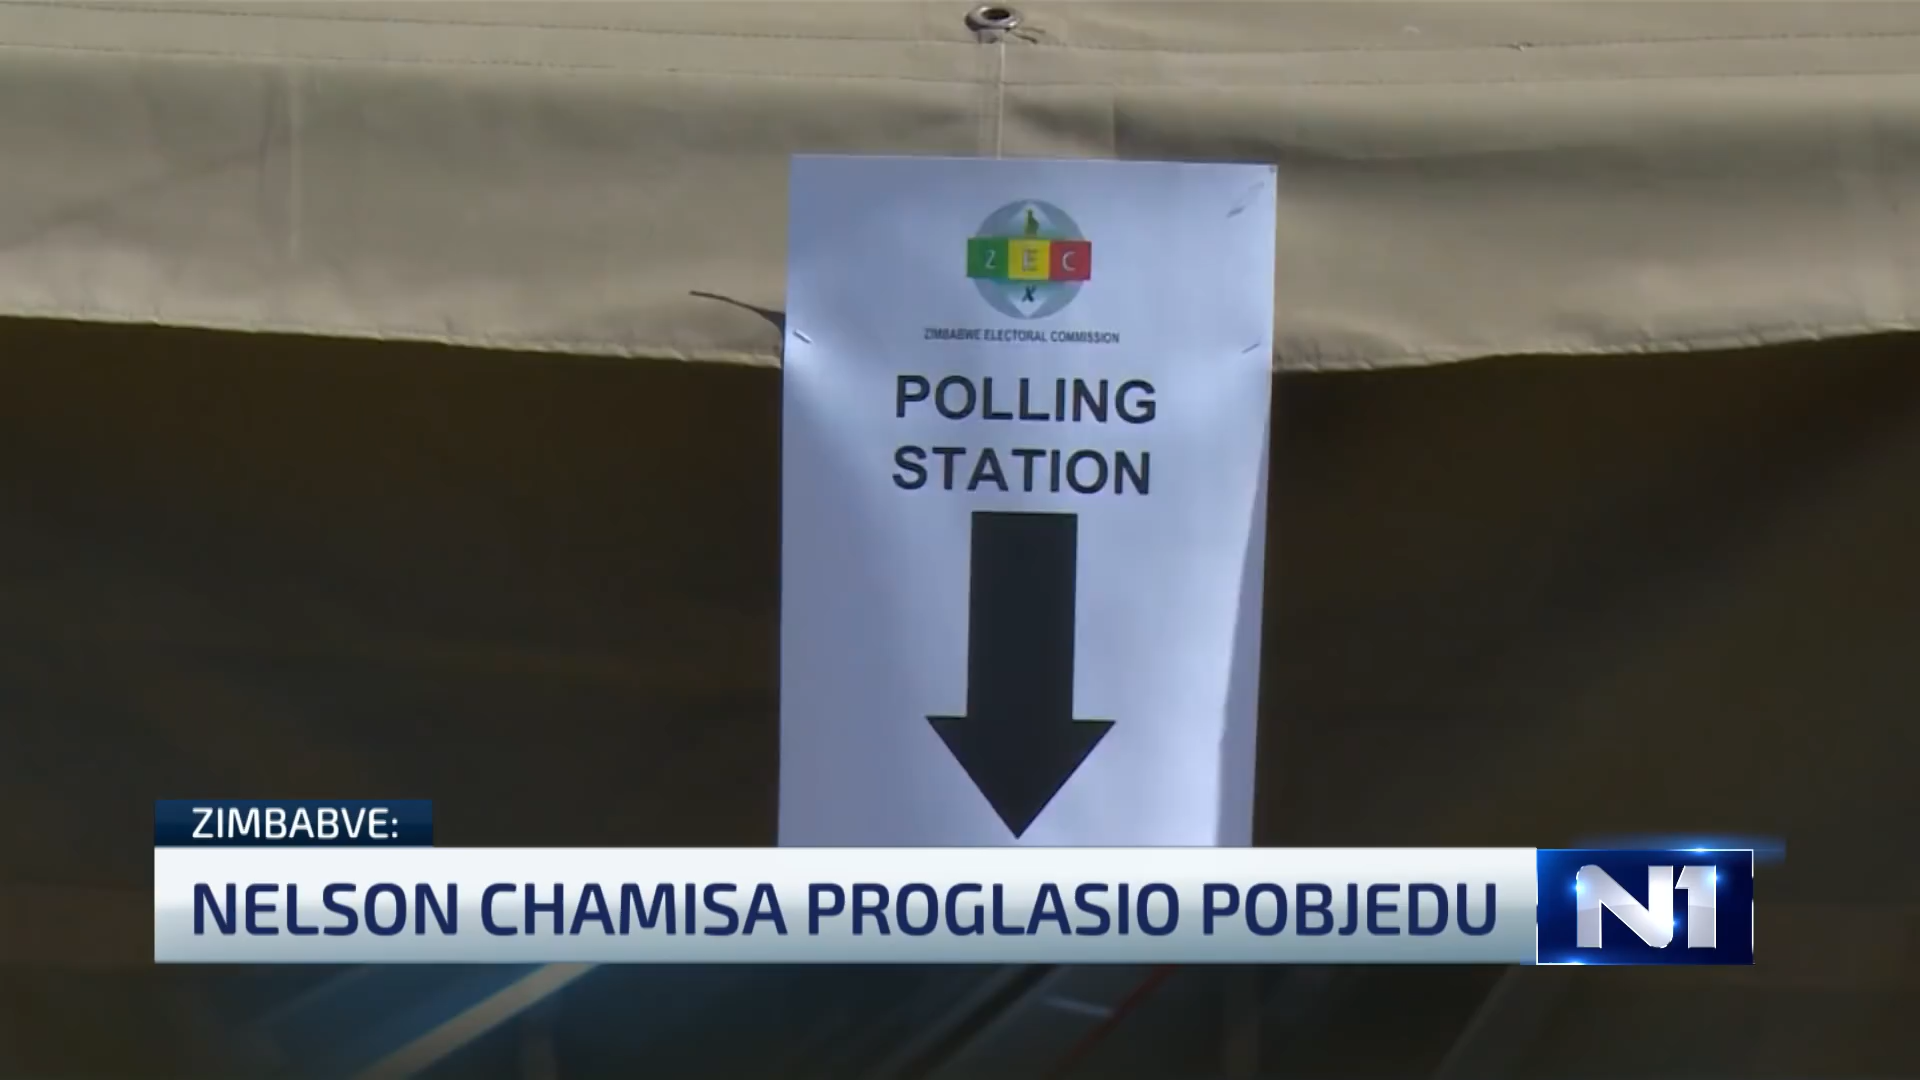 ZEC
X
ZIMBABWE ELECTORAL COMMISSION
POLLING
STATION
ZIMBABVE:
NELSON CHAMISA PROGLASIO POBJEDU
N1